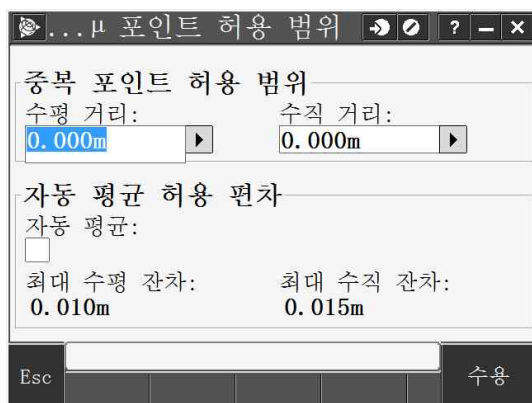 ...μ 포인트 허용 범위 ? – ×
중복 포인트 허용 범위
수평 거리: 수직 거리:
0.000m 0.000m
자동 평균 허용 편차
자동 평균:
최대 수평 잔차: 최대 수직 잔차:
0.010m 0.015m
Esc 수용